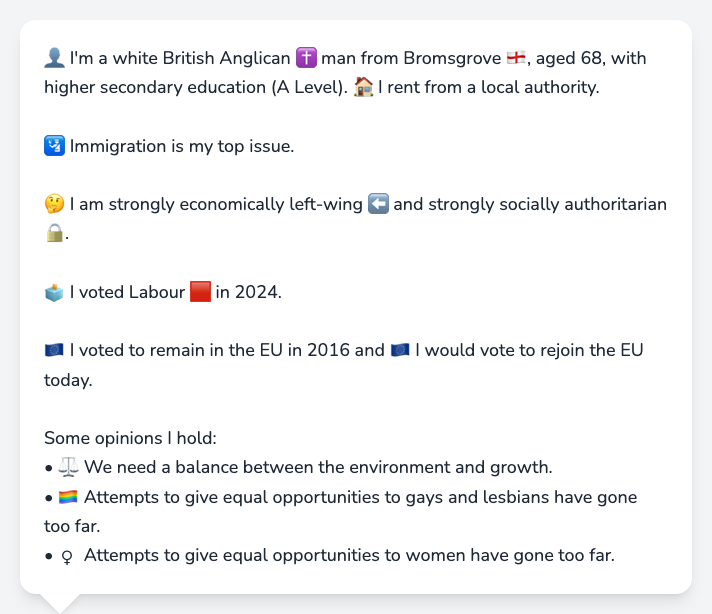 👤 I'm a white British Anglican ✝️ man from Bromsgrove 🏴󠁧󠁢󠁥󠁮󠁧󠁿, aged 68, with
higher secondary education (A Level). 🏠 I rent from a local authority.
🛂 Immigration is my top issue.
🤔 I am strongly economically left-wing ⬅️ and strongly socially authoritarian
🔒.
🗳️ I voted Labour 🟥 in 2024.
🇪🇺 I voted to remain in the EU in 2016 and 🇪🇺 I would vote to rejoin the EU
today.
Some opinions I hold:
• ⚖️ We need a balance between the environment and growth.
• 🏳️‍🌈 Attempts to give equal opportunities to gays and lesbians have gone
too far.
• ♀ Attempts to give equal opportunities to women have gone too far.